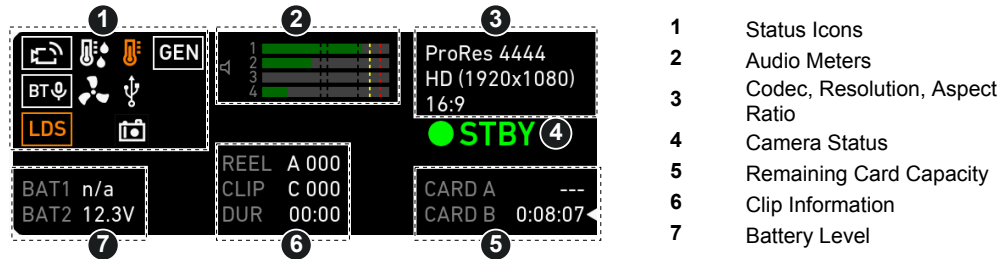 1
2
3
GEN
BT
LDS
1
2
3
4
ProRes 4444
HD (1920x1080)
16:9
STBY
4
BAT1 n/a
BAT2 12.3V
7
REEL A 000
CLIP C 000
DUR 00:00
6
CARD A ---
CARD B 0:08:07
5
1 Status Icons
2 Audio Meters
3 Codec, Resolution, Aspect
Ratio
4 Camera Status
5 Remaining Card Capacity
6 Clip Information
7 Battery Level